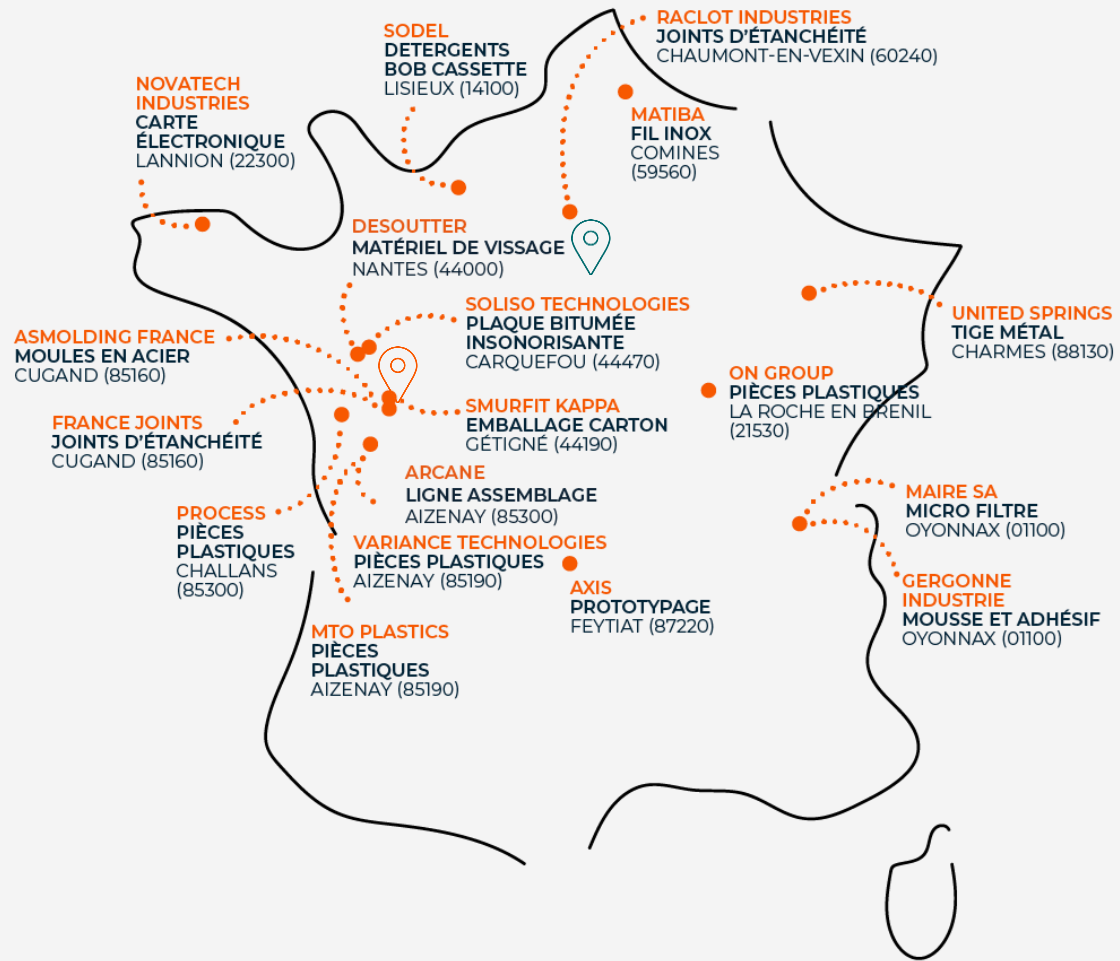 SODEL
DETERGENTS
BOB CASSETTE
LISIEUX (14100)
RACLOT INDUSTRIES
JOINTS D'ÉTANCHÉITÉ
CHAUMONT-EN-VEXIN (60240)
NOVATECH
INDUSTRIES
CARTE
ÉLECTRONIQUE
LANNION (22300)
MATIBA
FIL INOX
COMINES
(59560)
DESOUTTER
MATÉRIEL DE VISSAGE
NANTES (44000)
SOLISO TECHNOLOGIES
PLAQUE BITUMÉE
INSONORISANTE
CARQUEFOU (44470)
UNITED SPRINGS
TIGE MÉTAL
CHARMES (88130)
ASMOLDING FRANCE
MOULES EN ACIER
CUGAND (85160)
ON GROUP
PIÈCES PLASTIQUES
LA ROCHE EN BRENIL
(21530)
FRANCE JOINTS
JOINTS D'ÉTANCHÉITÉ
CUGAND (85160)
SMURFIT KAPPA
EMBALLAGE CARTON
GÉTIGNÉ (44190)
ARCANE
LIGNE ASSEMBLAGE
AIZENAY (85300)
MAIRE SA
MICRO FILTRE
OYONNAX (01100)
PROCESS
PIÈCES
PLASTIQUES
CHALLANS
(85300)
VARIANCE TECHNOLOGIES
PIÈCES PLASTIQUES
AIZENAY (85190)
AXIS
PROTOTYPAGE
FEYTIAT (87220)
GERGONNE
INDUSTRIE
MOUSSE ET ADHÉSIF
OYONNAX (01100)
MTO PLASTICS
PIÈCES
PLASTIQUES
AIZENAY (85190)